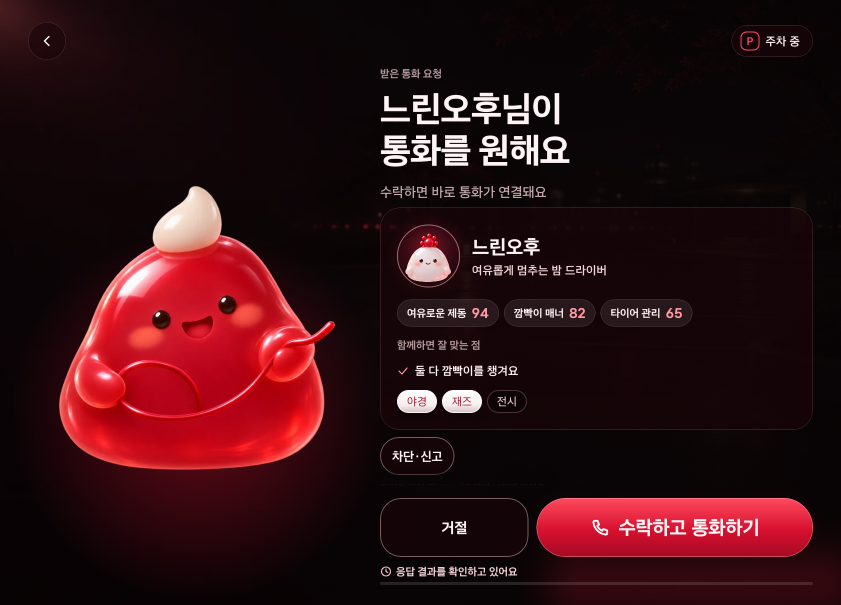 P 주차 중
받은 통화 요청
느린오후님이
통화를 원해요
수락하면 바로 통화가 연결돼요
느린오후
여유롭게 멈추는 밤 드라이버
여유로운 제동 94 깜빡이 매너 82 타이어 관리 65
함께하면 잘 맞는 점
둘 다 깜빡이를 챙겨요
야경 재즈 전시
차단·신고
거절 수락하고 통화하기
응답 결과를 확인하고 있어요